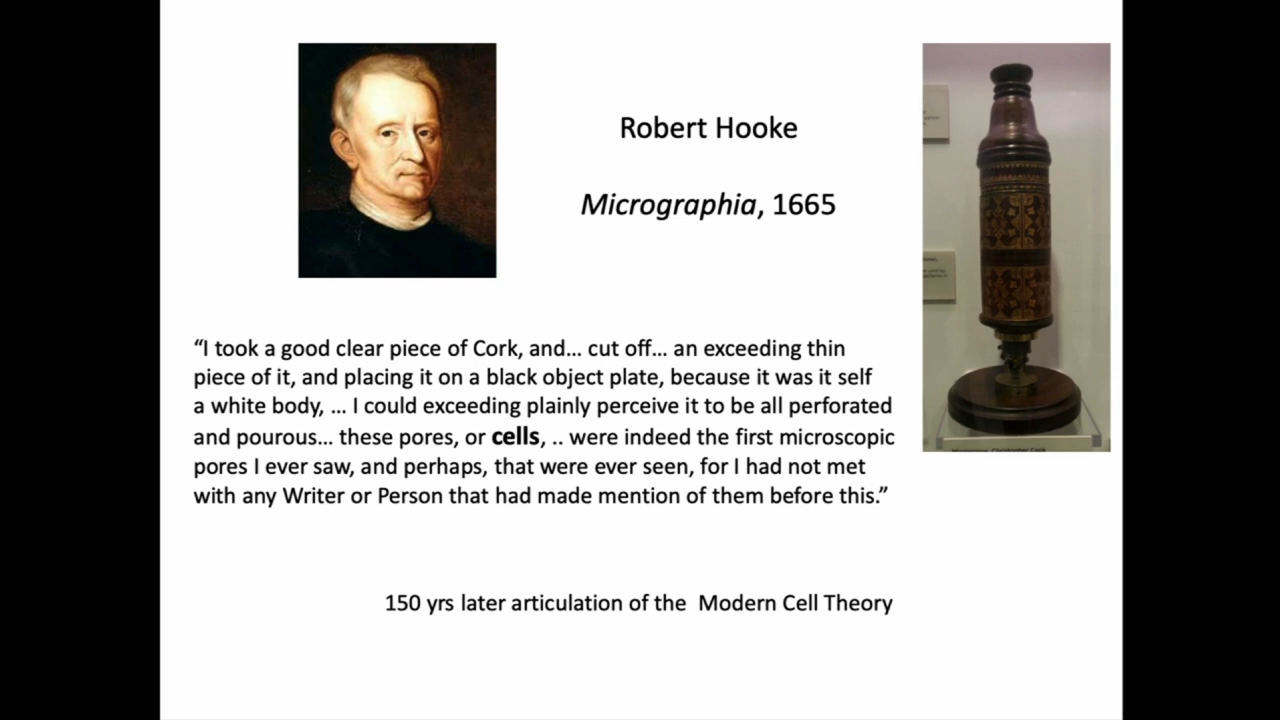 Robert Hooke
Micrographia, 1665
“I took a good clear piece of Cork, and… cut off… an exceeding thin
piece of it, and placing it on a black object plate, because it was it self
a white body, … I could exceeding plainly perceive it to be all perforated
and pourous… these pores, or cells, .. were indeed the first microscopic
pores I ever saw, and perhaps, that were ever seen, for I had not met
with any Writer or Person that had made mention of them before this.”
150 yrs later articulation of the  Modern Cell Theory